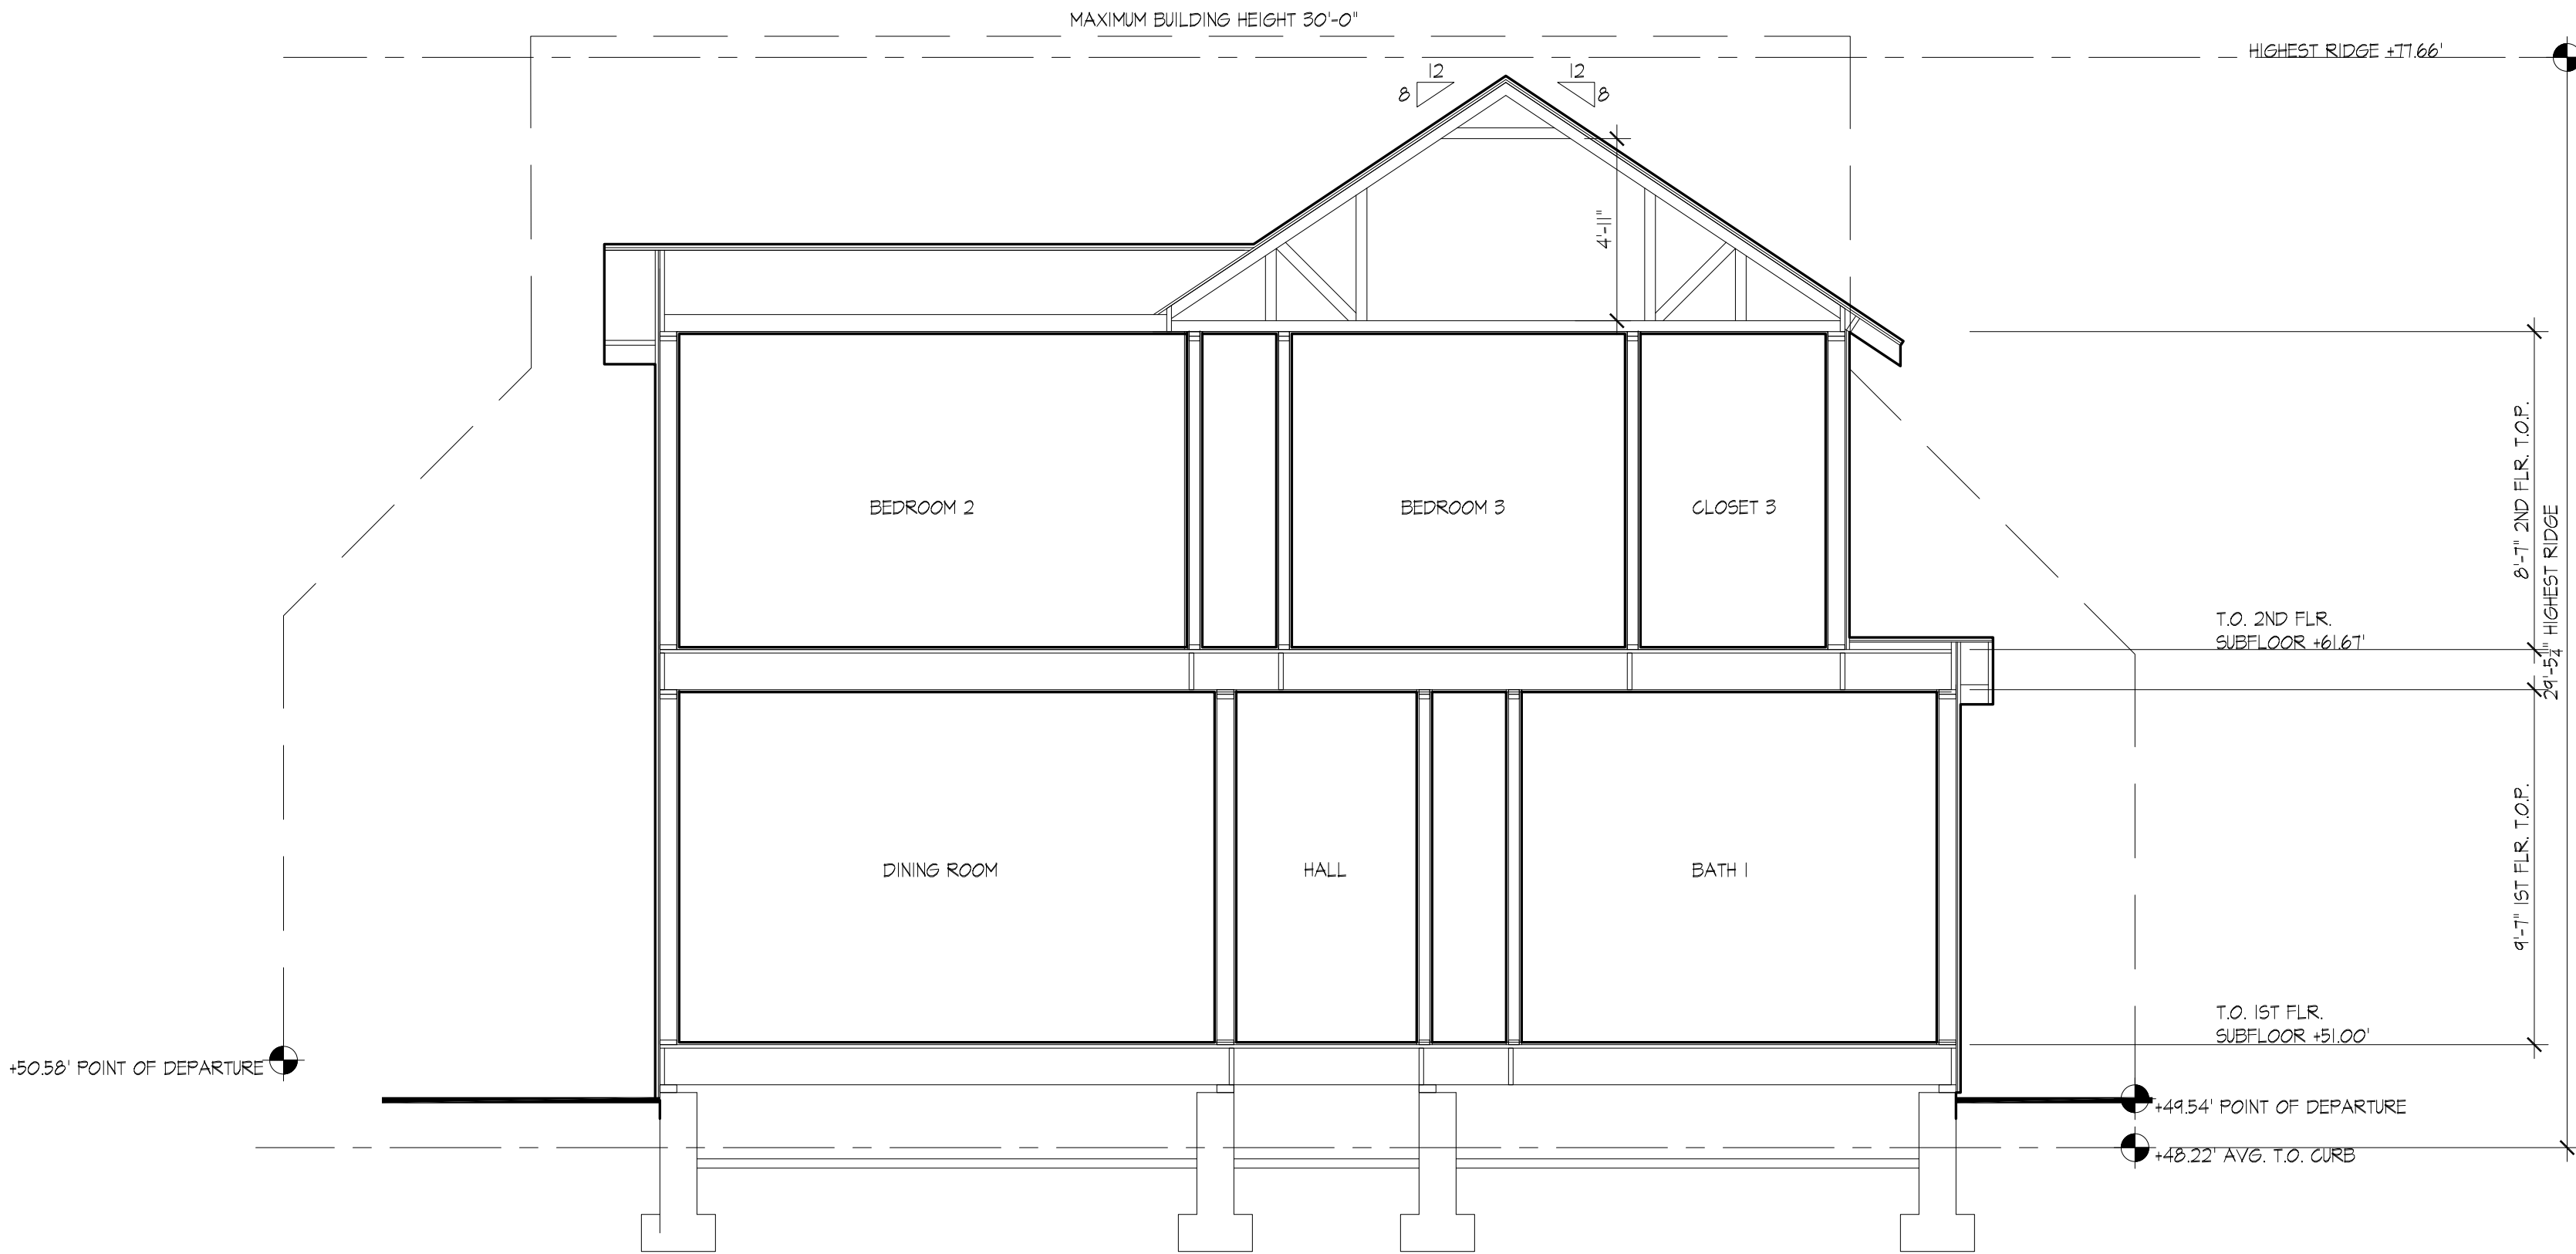 MAXIMUM BUILDING HEIGHT 30'-0"
HIGHEST RIDGE +77.66'
12
12
8
8
4'-11"
8'-7" 2ND FLR. T.O.P.
BEDROOM 2
BEDROOM 3
CLOSET 3
29'-5¼" HIGHEST RIDGE
T.O. 2ND FLR.
SUBFLOOR +61.67'
9'-7" 1ST FLR. T.O.P.
DINING ROOM
HALL
BATH 1
T.O. 1ST FLR.
SUBFLOOR +51.00'
+50.58' POINT OF DEPARTURE
+49.54' POINT OF DEPARTURE
+48.22' AVG. T.O. CURB